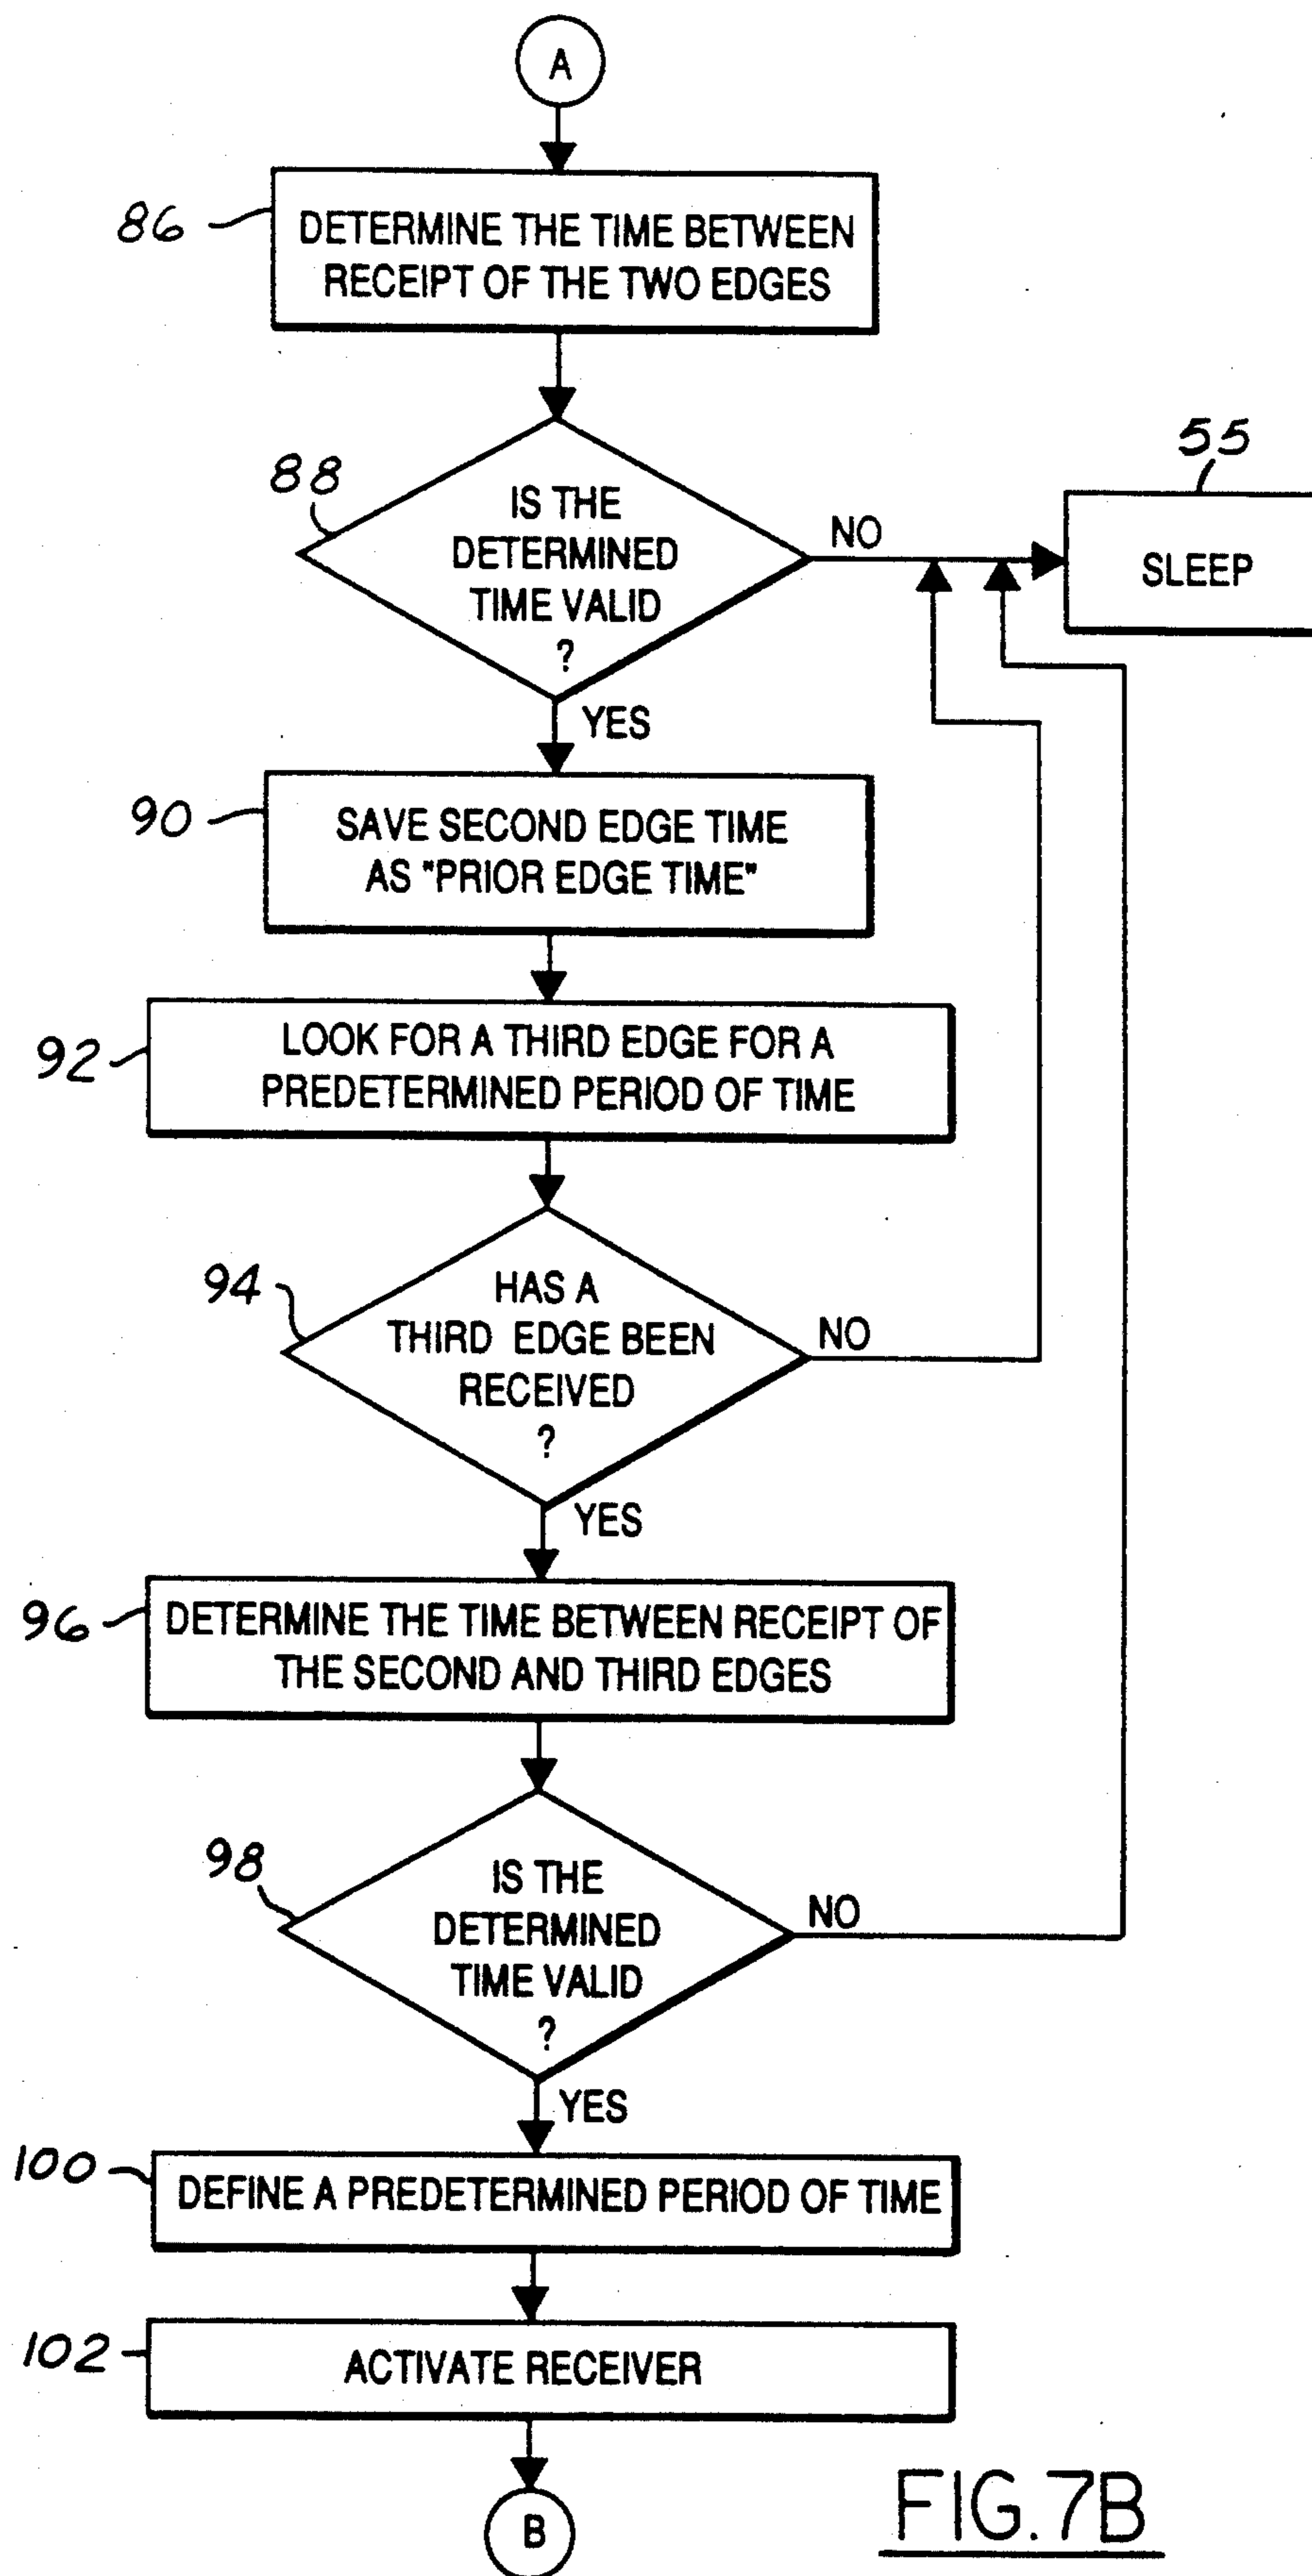 A
86
DETERMINE THE TIME BETWEEN
RECEIPT OF THE TWO EDGES
88
IS THE
DETERMINED
TIME VALID
?
NO
55
SLEEP
YES
90
SAVE SECOND EDGE TIME
AS "PRIOR EDGE TIME"
92
LOOK FOR A THIRD EDGE FOR A
PREDETERMINED PERIOD OF TIME
94
HAS A
THIRD EDGE BEEN
RECEIVED
?
NO
YES
96
DETERMINE THE TIME BETWEEN RECEIPT OF
THE SECOND AND THIRD EDGES
98
IS THE
DETERMINED
TIME VALID
?
NO
YES
100
DEFINE A PREDETERMINED PERIOD OF TIME
102
ACTIVATE RECEIVER
B
FIG.7B